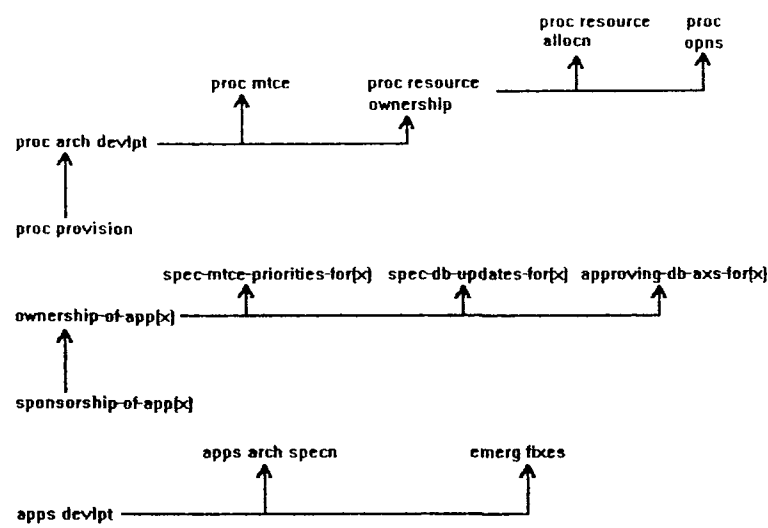 proc resource
allocn
proc
opns
proc mtce
proc resource
ownership
proc arch devlpt
proc provision
spec-mtce-priorities-for(x)
spec-db-updates-for(x)
approving-db-axs-for(x)
ownership-of-app(x)
sponsorship-of-app(x)
apps arch specn
emerg fixes
apps devlpt